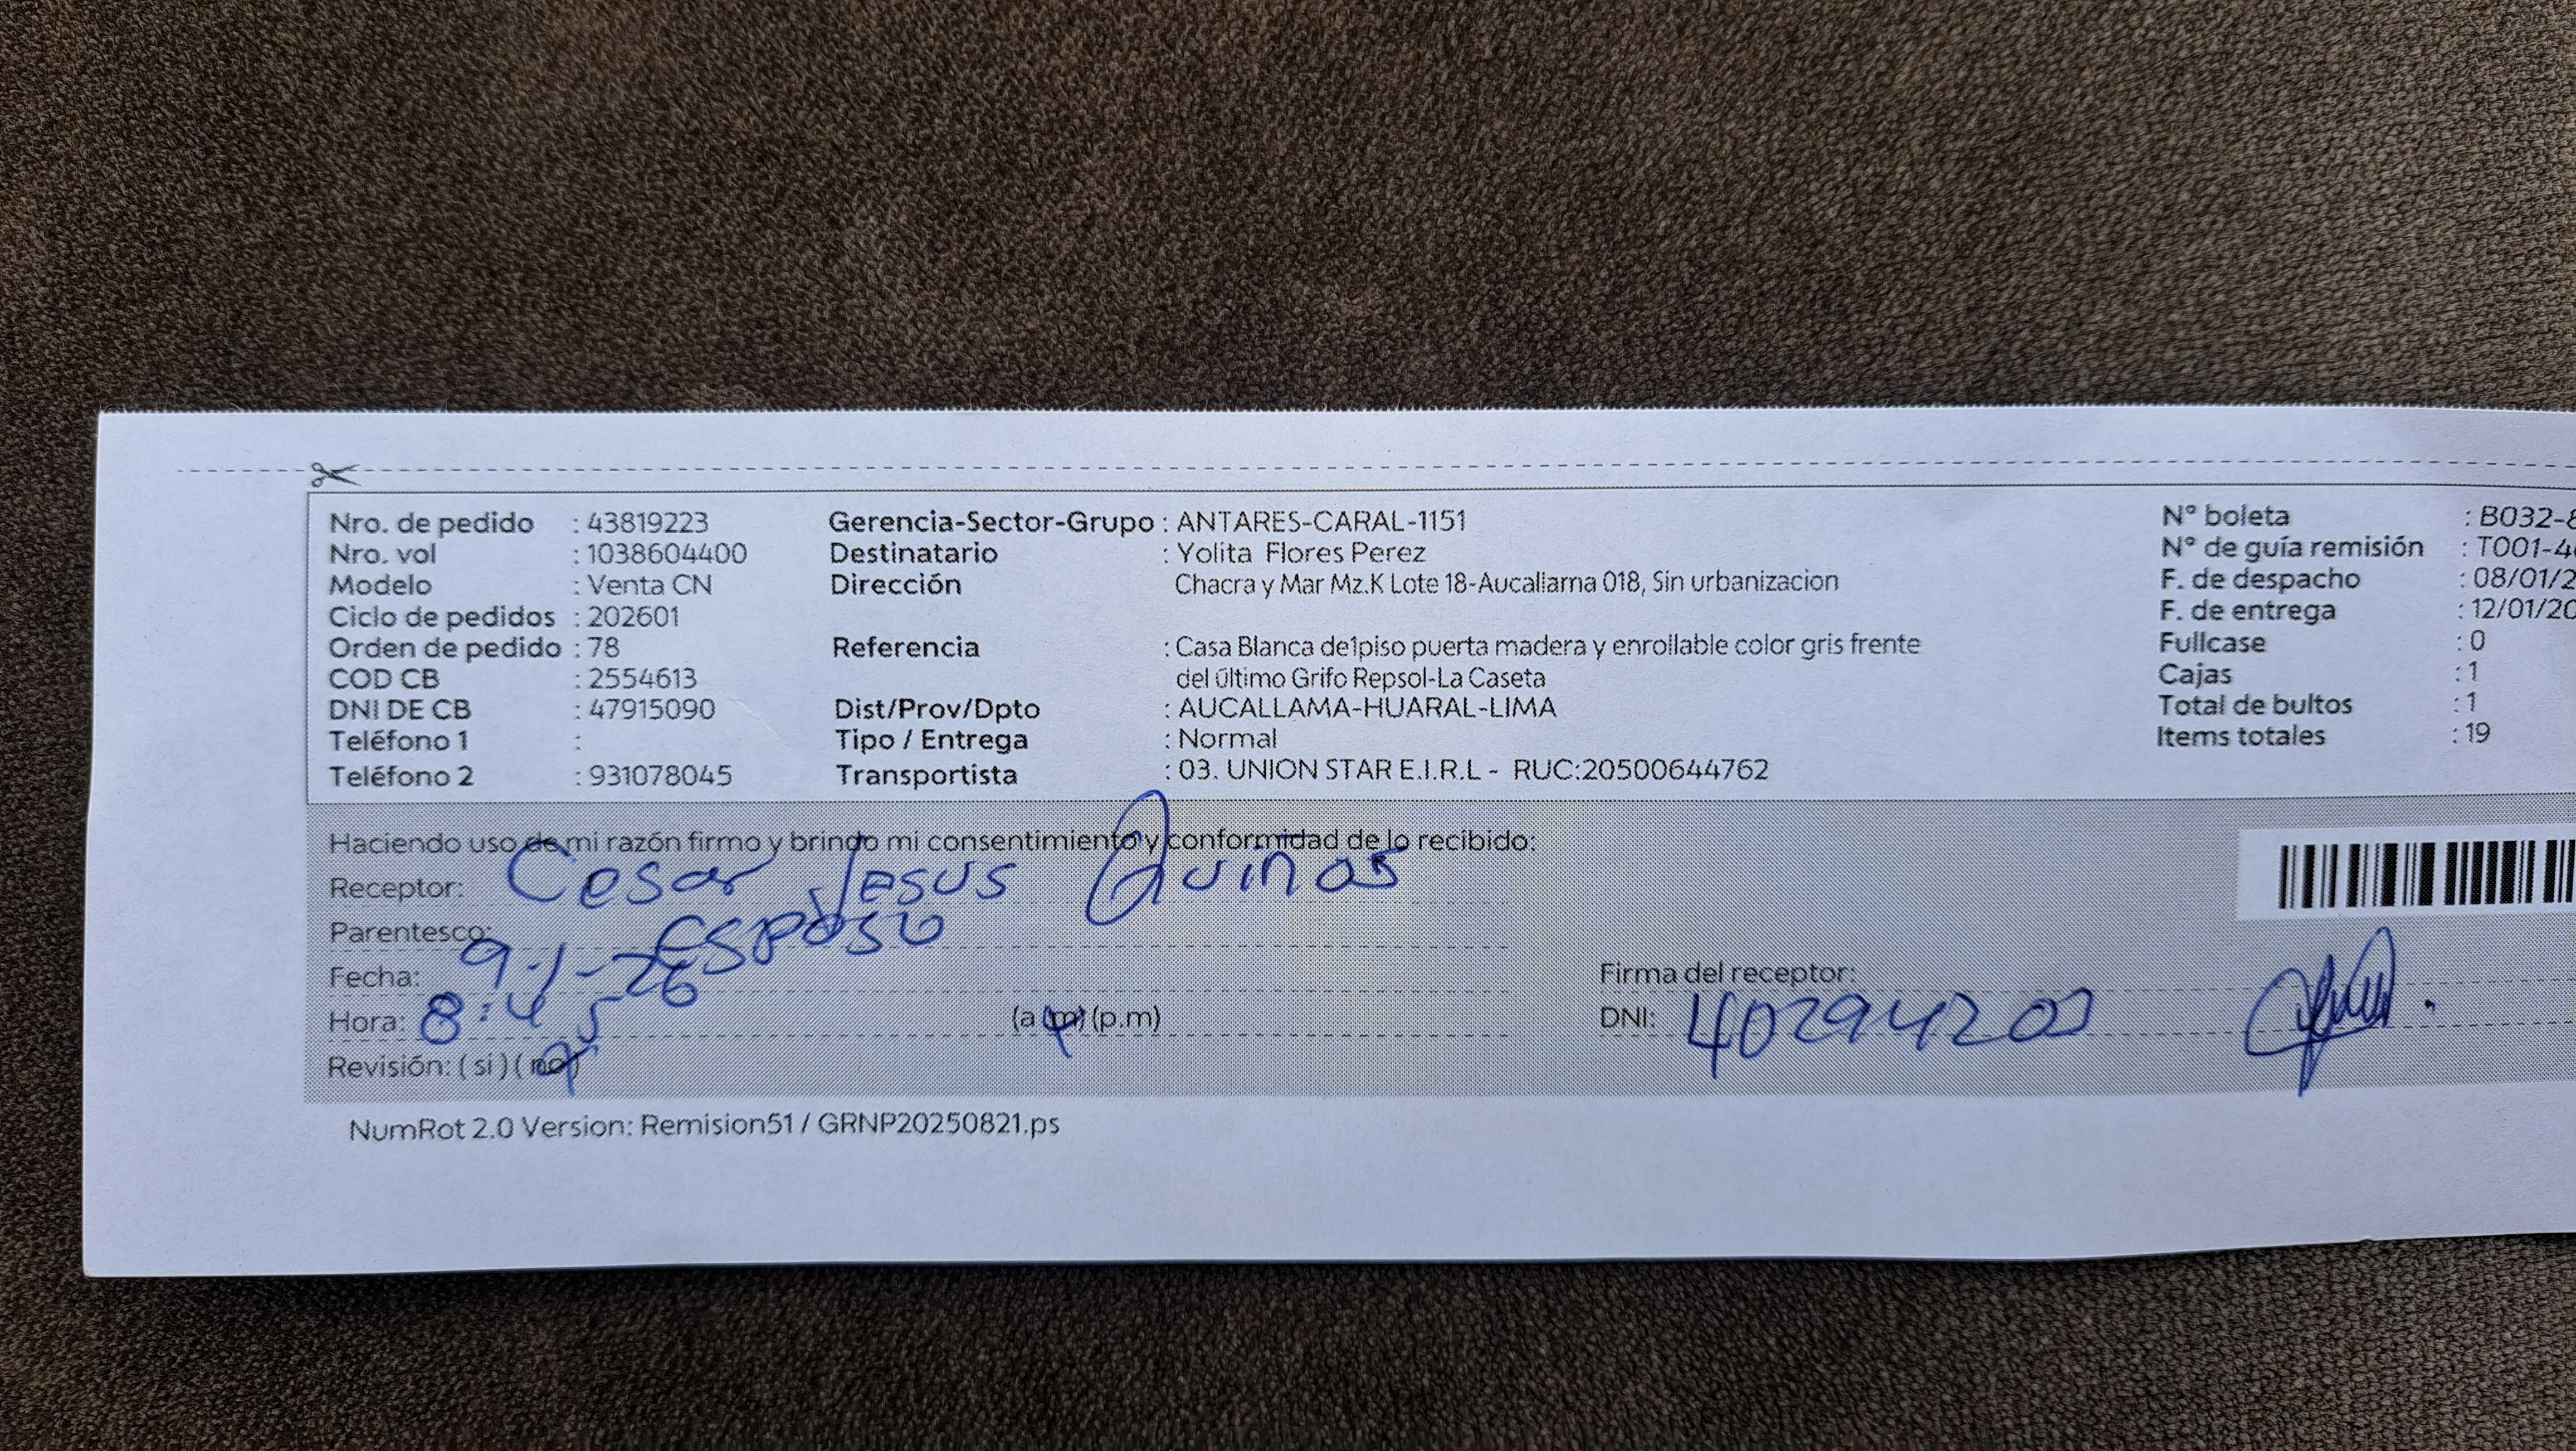 Nro. de pedido : 43819223 Gerencia-Sector-Grupo : ANTARES-CARAL-1151 N° boleta : B032-8
Nro. vol : 1038604400 Destinatario : Yolita Flores Perez N° de guía remisión : T001-4
Modelo : Venta CN Dirección Chacra y Mar Mz.K Lote 18-Aucallama 018, Sin urbanizacion F. de despacho : 08/01/2
Ciclo de pedidos : 202601 F. de entrega : 12/01/20
Orden de pedido : 78 Referencia : Casa Blanca de1piso puerta madera y enrollable color gris frente Fullcase : 0
COD CB : 2554613 del último Grifo Repsol-La Caseta Cajas : 1
DNI DE CB : 47915090 Dist/Prov/Dpto : AUCALLAMA-HUARAL-LIMA Total de bultos : 1
Teléfono 1 : Tipo / Entrega : Normal Items totales : 19
Teléfono 2 : 931078045 Transportista : 03. UNION STAR E.I.R.L - RUC:20500644762
Haciendo uso de mi razón firmo y brindo mi consentimiento y conformidad de lo recibido:
Receptor: Cesar Jesus
Parentesco: esposo
Fecha: 9-1-26 Firma del receptor:
Hora: 8:45 (a.m) (p.m) DNI:
Revisión: ( si ) ( no )
NumRot 2.0 Version: Remision51 / GRNP20250821.ps